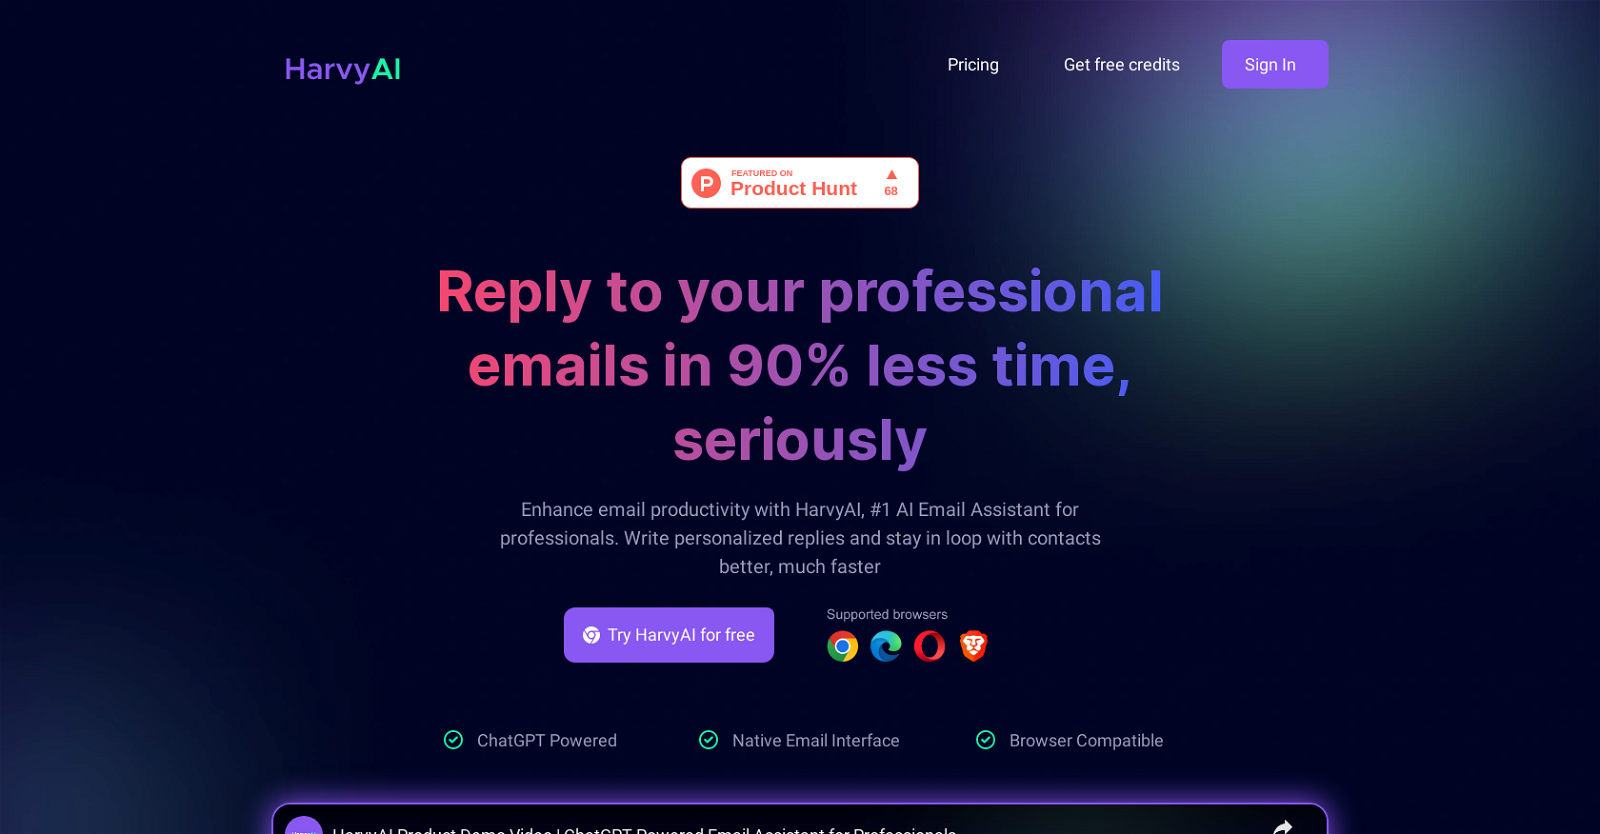 HarvyAI
Pricing
Get free credits
Sign In
FEATURED ON
Product Hunt
68
Reply to your professional
emails in 90% less time,
seriously
Enhance email productivity with HarvyAI, #1 AI Email Assistant for
professionals. Write personalized replies and stay in loop with contacts
better, much faster
Try HarvyAI for free
Supported browsers
ChatGPT Powered
Native Email Interface
Browser Compatible
HarvyAI Product Demo Video | ChatGPT Powered Email Assistant for Professionals